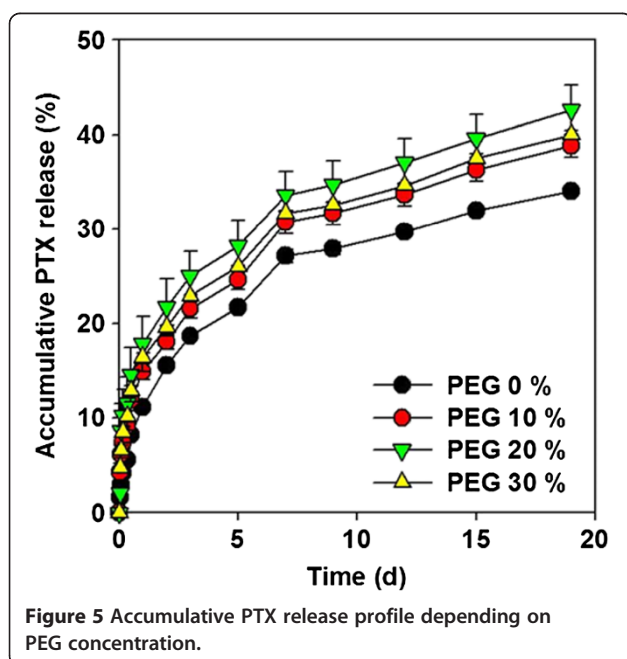 50
40
30
20
10
0
Accumulative PTX release (%)
PEG 0 %
PEG 10 %
PEG 20 %
PEG 30 %
0 5 10 15 20
Time (d)
Figure 5 Accumulative PTX release profile depending on
PEG concentration.